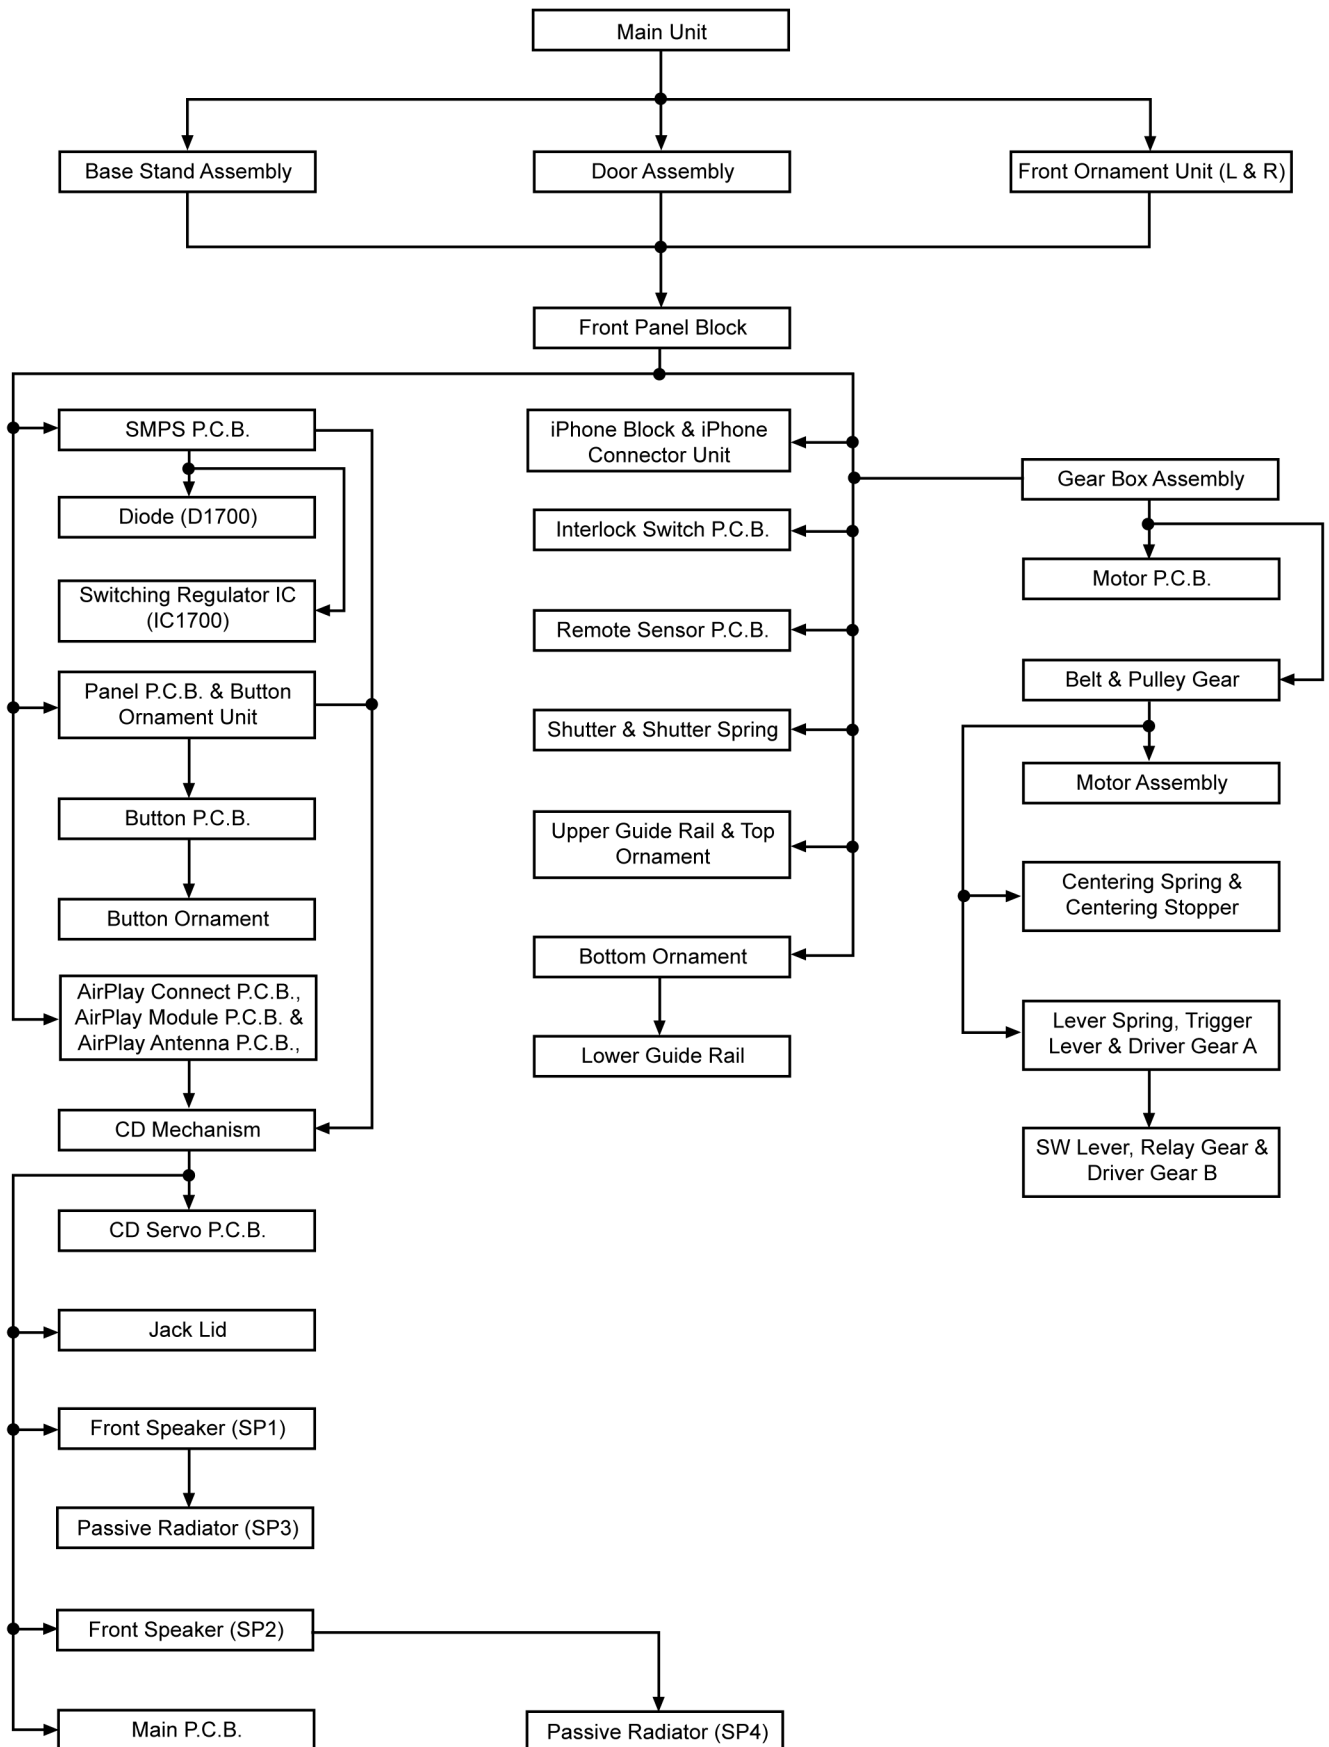 Main Unit
Base Stand Assembly
Door Assembly
Front Ornament Unit (L & R)
Front Panel Block
SMPS P.C.B.
Diode (D1700)
Switching Regulator IC
(IC1700)
Panel P.C.B. & Button
Ornament Unit
Button P.C.B.
Button Ornament
AirPlay Connect P.C.B.,
AirPlay Module P.C.B. &
AirPlay Antenna P.C.B.,
CD Mechanism
CD Servo P.C.B.
Jack Lid
Front Speaker (SP1)
Passive Radiator (SP3)
Front Speaker (SP2)
Main P.C.B.
iPhone Block & iPhone
Connector Unit
Interlock Switch P.C.B.
Remote Sensor P.C.B.
Shutter & Shutter Spring
Upper Guide Rail & Top
Ornament
Bottom Ornament
Lower Guide Rail
Passive Radiator (SP4)
Gear Box Assembly
Motor P.C.B.
Belt & Pulley Gear
Motor Assembly
Centering Spring &
Centering Stopper
Lever Spring, Trigger
Lever & Driver Gear A
SW Lever, Relay Gear &
Driver Gear B